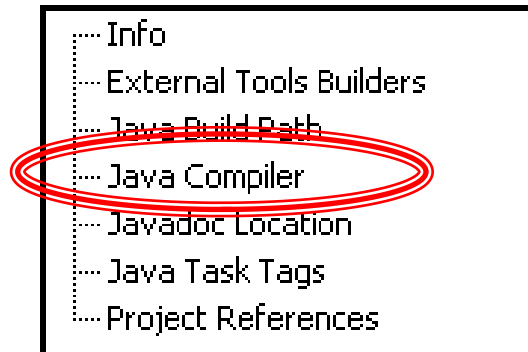 Info
External Tools Builders
Java Build Path
Java Compiler
Javadoc Location
Java Task Tags
Project References